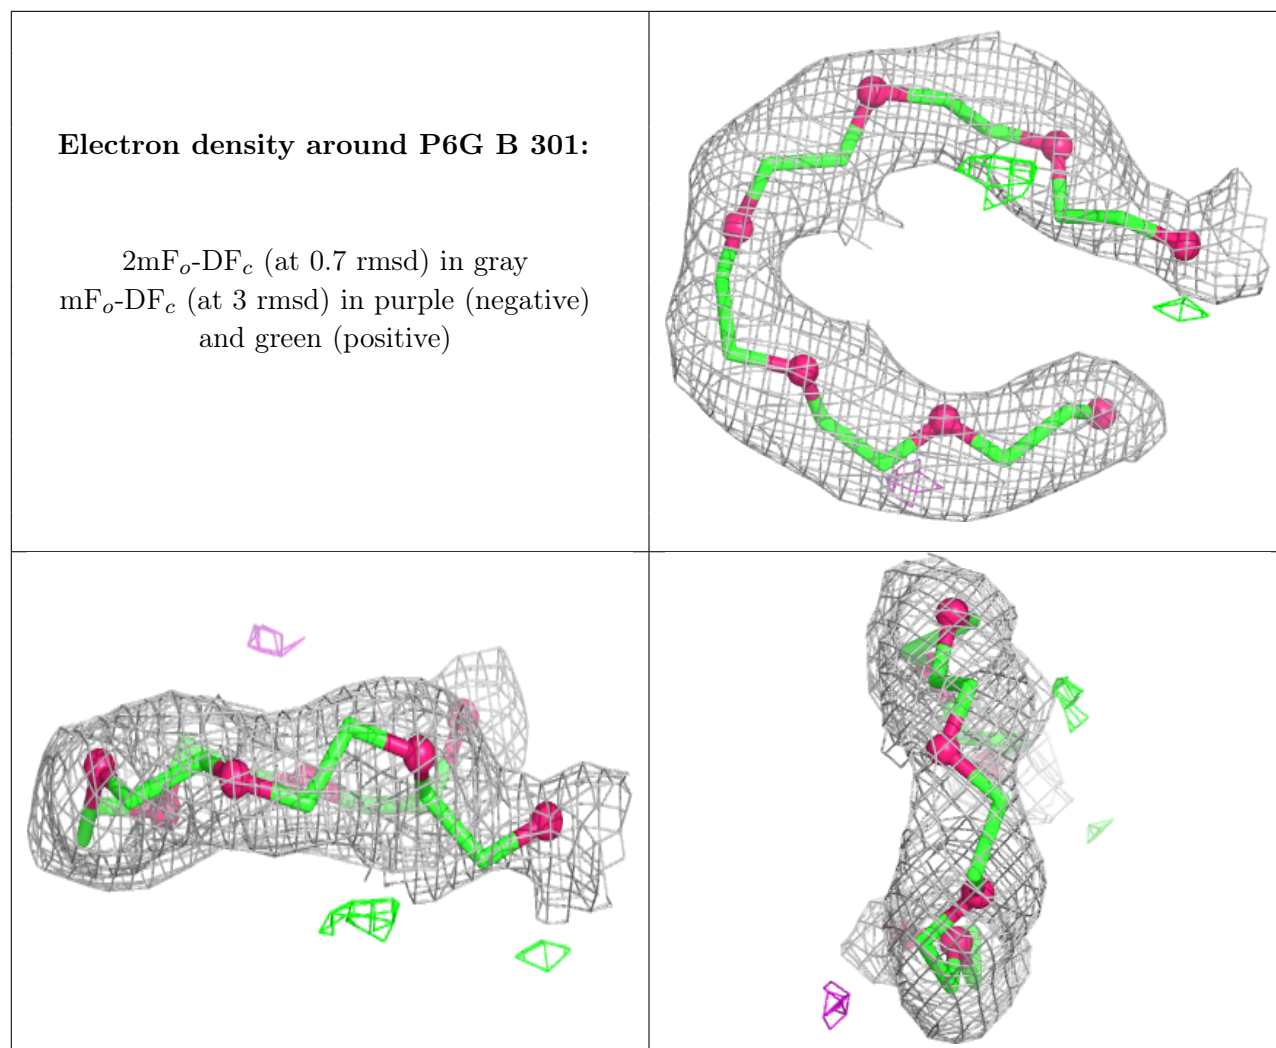 Electron density around P6G B 301:
2mFo-DFc (at 0.7 rmsd) in gray
mFo-DFc (at 3 rmsd) in purple (negative)
and green (positive)